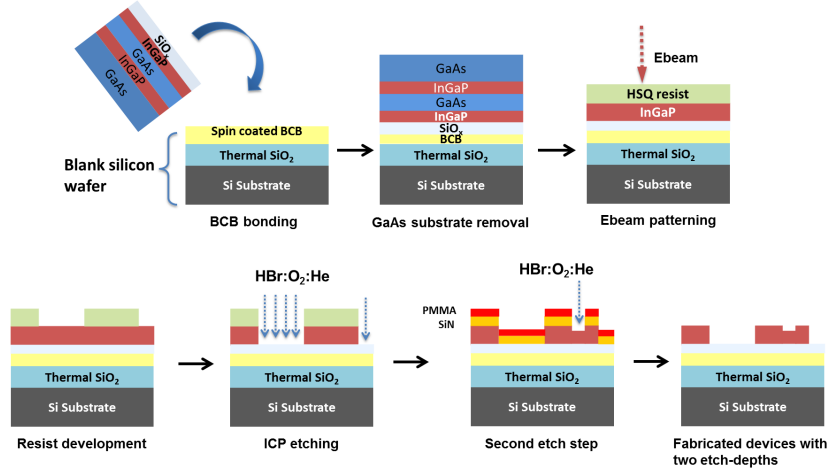 SiOₓ
InGaP
GaAs
InGaP
GaAs
Spin coated BCB
Thermal SiO₂
Si Substrate
Blank silicon
wafer
BCB bonding
GaAs
InGaP
GaAs
InGaP
SiOₓ
BCB
Thermal SiO₂
Si Substrate
GaAs substrate removal
Ebeam
HSQ resist
InGaP
Thermal SiO₂
Si Substrate
Ebeam patterning
Thermal SiO₂
Si Substrate
Resist development
HBr:O₂:He
Thermal SiO₂
Si Substrate
ICP etching
HBr:O₂:He
PMMA
SiN
Thermal SiO₂
Si Substrate
Second etch step
Thermal SiO₂
Si Substrate
Fabricated devices with
two etch-depths